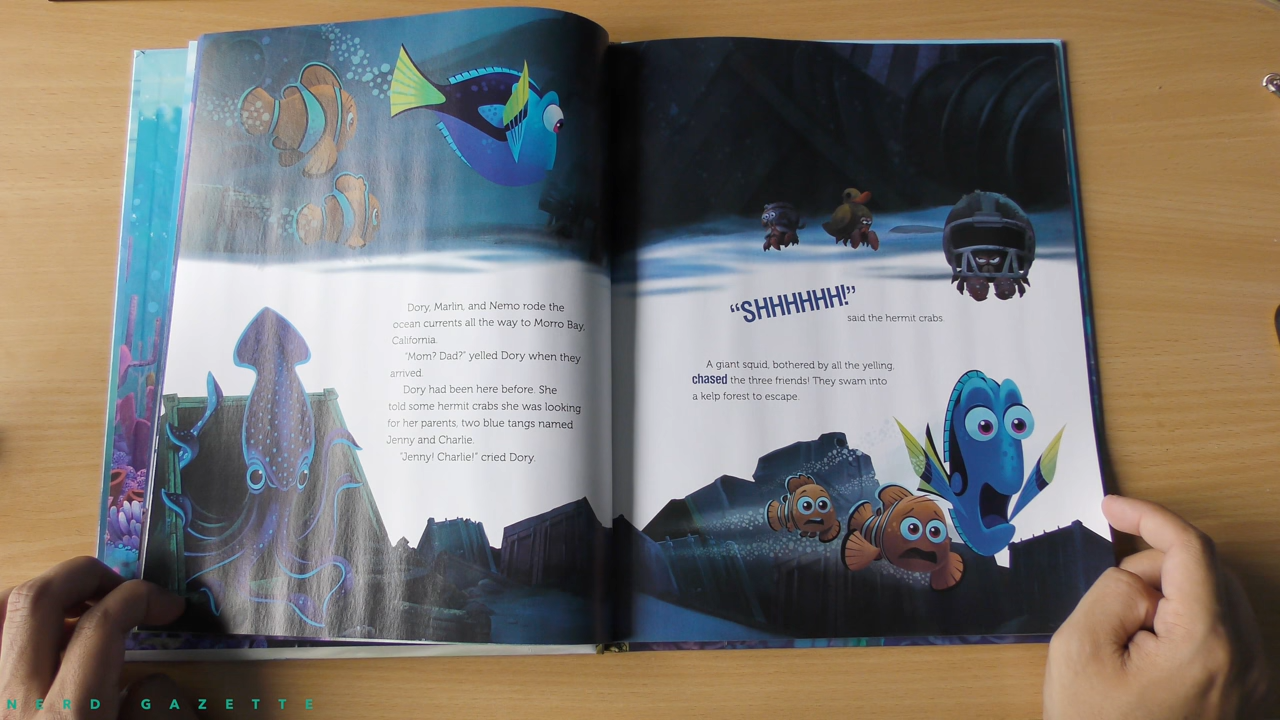 Dory, Marlin, and Nemo rode the
ocean currents all the way to Morro Bay,
California.
"Mom? Dad?" yelled Dory when they
arrived.
Dory had been here before. She
told some hermit crabs she was looking
for her parents, two blue tangs named
Jenny and Charlie.
"Jenny! Charlie!" cried Dory.
“SHHHHHH!”
said the hermit crabs.
A giant squid, bothered by all the yelling,
chased the three friends! They swam into
a kelp forest to escape.
NERD GAZETTE